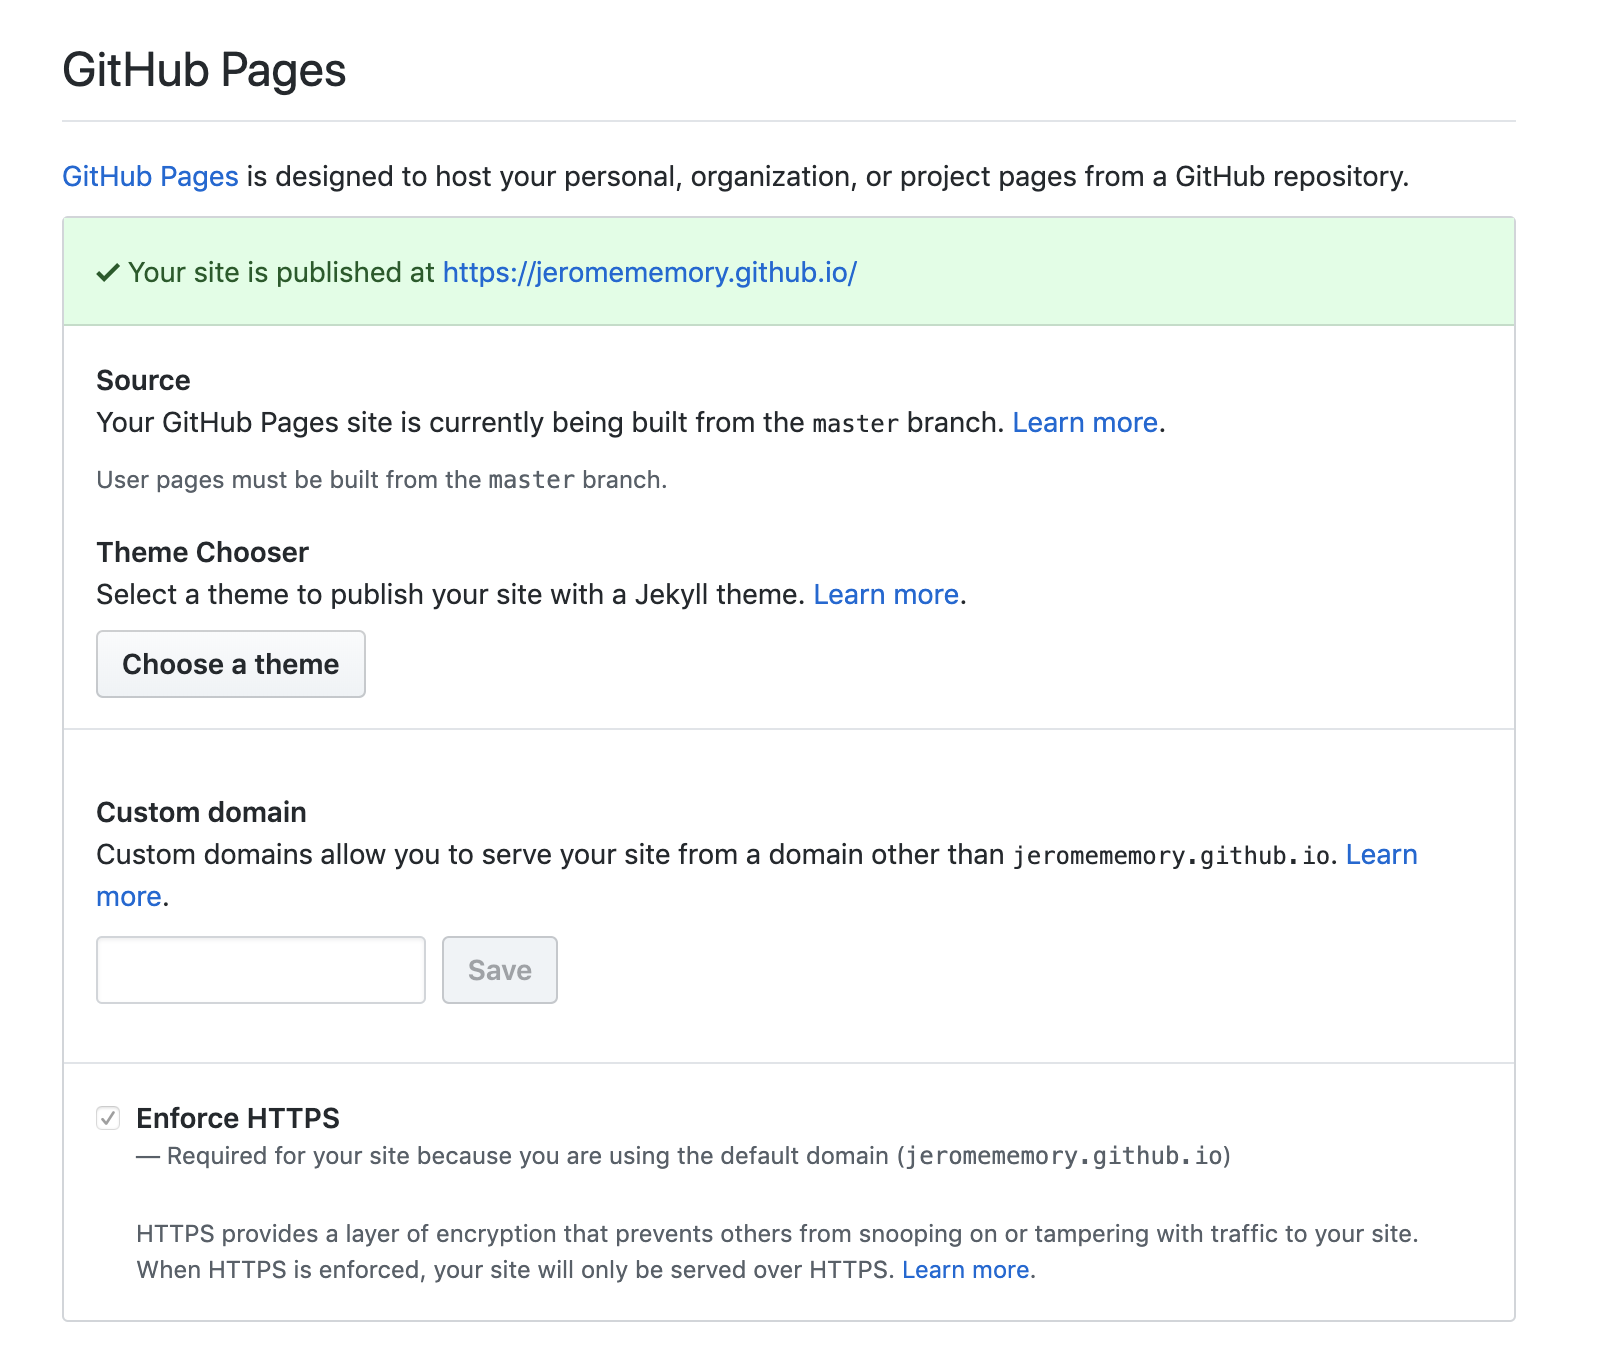 GitHub Pages
GitHub Pages is designed to host your personal, organization, or project pages from a GitHub repository.
Your site is published at https://jeromememory.github.io/
Source
Your GitHub Pages site is currently being built from the master branch. Learn more.
User pages must be built from the master branch.
Theme Chooser
Select a theme to publish your site with a Jekyll theme. Learn more.
Choose a theme
Custom domain
Custom domains allow you to serve your site from a domain other than jeromememory.github.io. Learn
more.
Save
Enforce HTTPS
— Required for your site because you are using the default domain (jeromememory.github.io)
HTTPS provides a layer of encryption that prevents others from snooping on or tampering with traffic to your site.
When HTTPS is enforced, your site will only be served over HTTPS. Learn more.